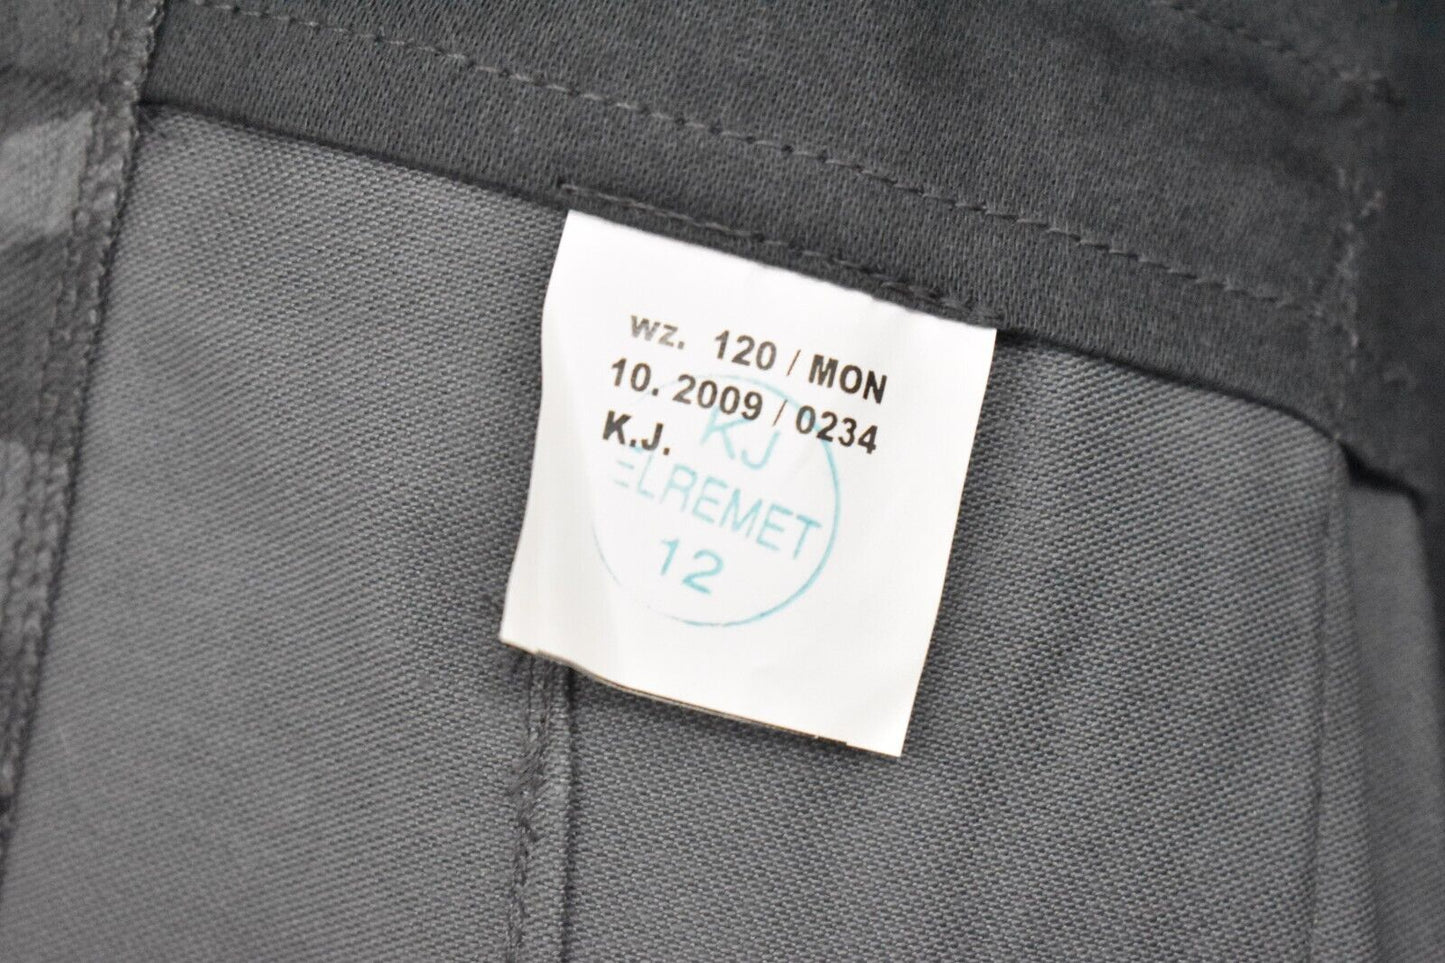 wz. 120 / MON
10. 2009 / 0234
K.J.
KJ
ELREMET
12